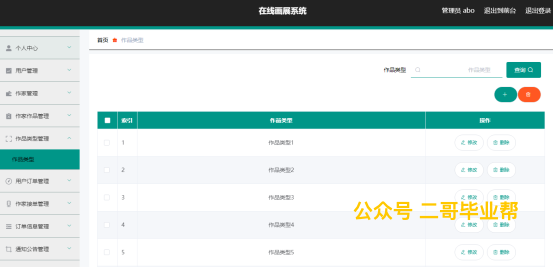 在线画展系统
管理员 abo 退出到前台 退出登录
首页 作品类型
个人中心
用户管理
作家管理
作家作品管理
作品类型管理
作品类型
用户订单管理
作家接单管理
订单信息管理
通知公告管理
作品类型 作品类型 查询
+
索引 作品类型 操作
1 作品类型1 修改 删除
2 作品类型2 修改 删除
3 作品类型3 修改 删除
4 作品类型4 修改 删除
5 作品类型5 修改 删除
公众号 二哥毕业帮